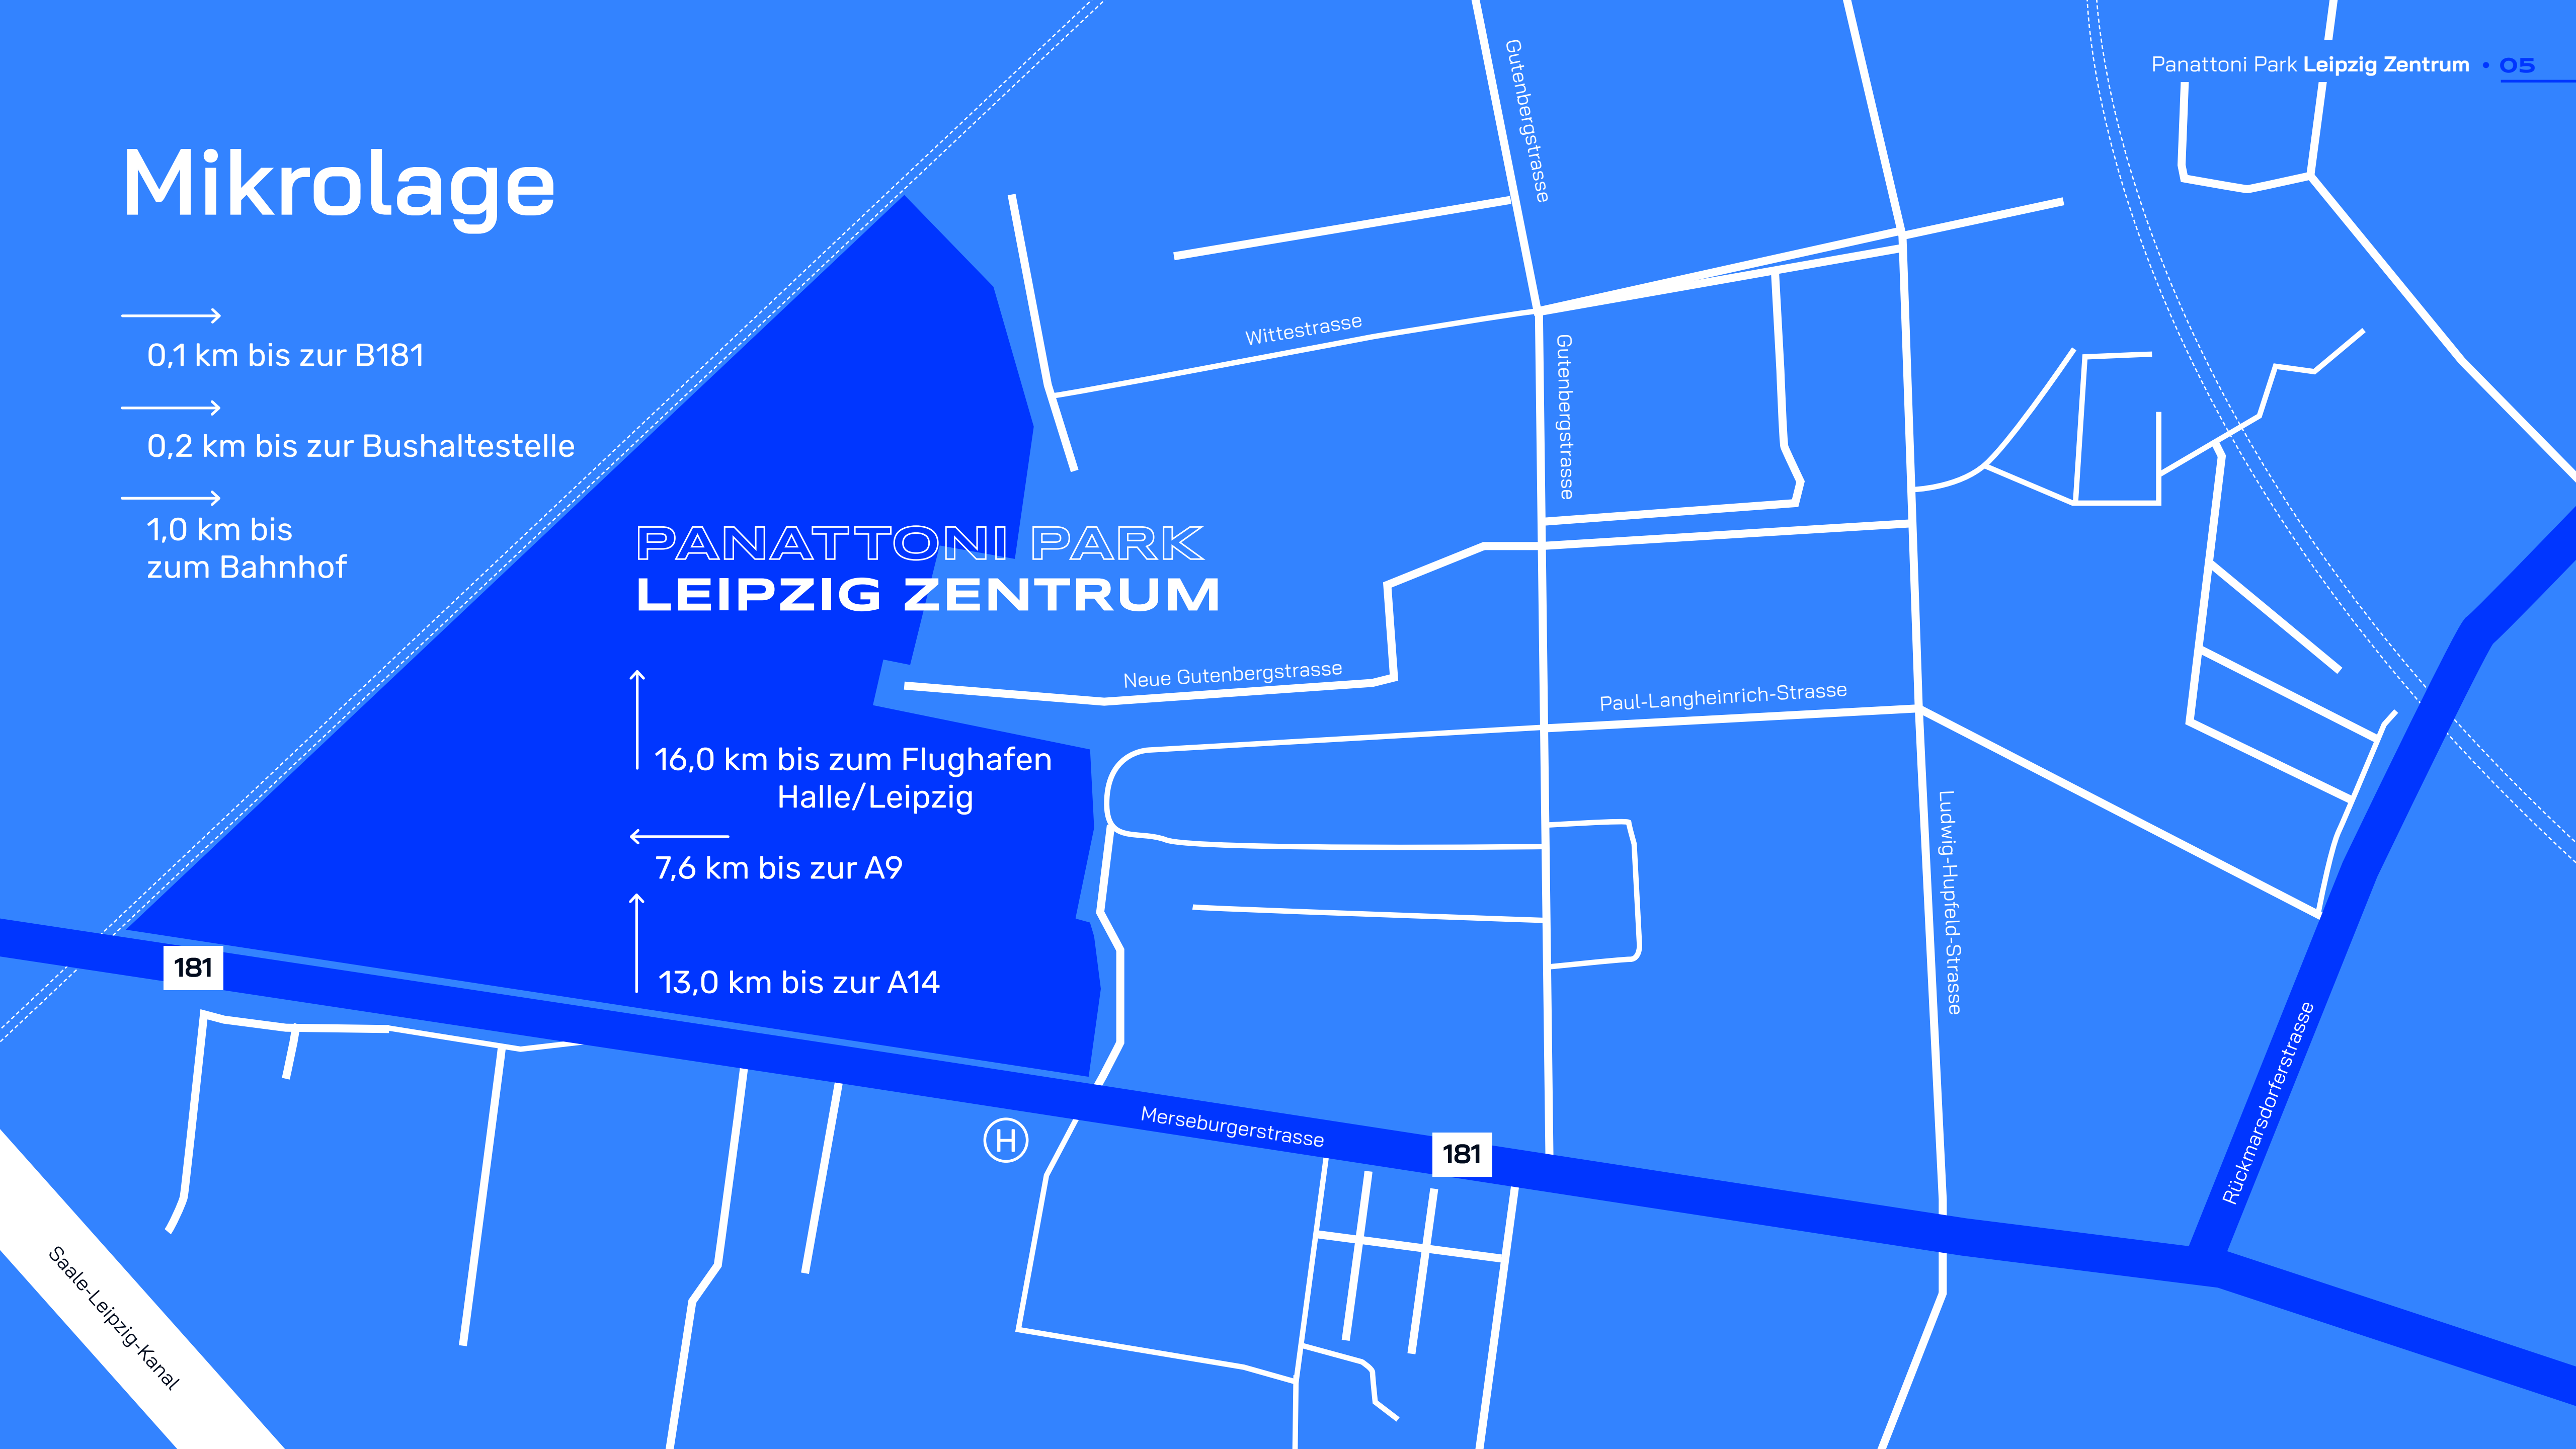 Panattoni Park Leipzig Zentrum • 05
Mikrolage
0,1 km bis zur B181
0,2 km bis zur Bushaltestelle
1,0 km bis
zum Bahnhof
PANATTONI PARK
LEIPZIG ZENTRUM
16,0 km bis zum Flughafen
Halle/Leipzig
7,6 km bis zur A9
13,0 km bis zur A14
Gutenbergstrasse
Wittestrasse
Gutenbergstrasse
Neue Gutenbergstrasse
Paul-Langheinrich-Strasse
Ludwig-Hupfeld-Strasse
Rückmarsdorferstrasse
181
H
Merseburgerstrasse
181
Saale-Leipzig-Kanal